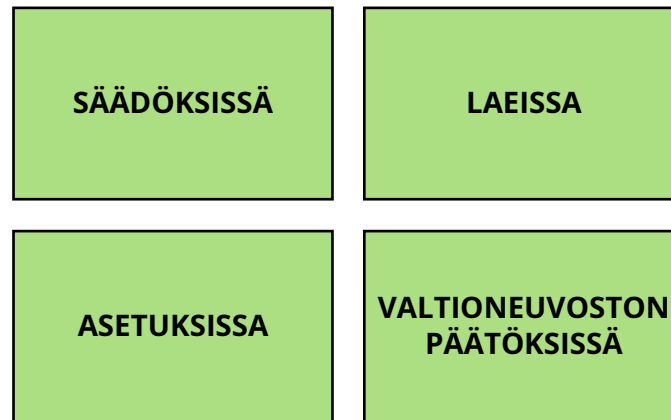 SÄÄDÖKSISSÄ
LAEISSA
ASETUKSISSA
VALTIONEUVOSTON
PÄÄTÖKSISSÄ